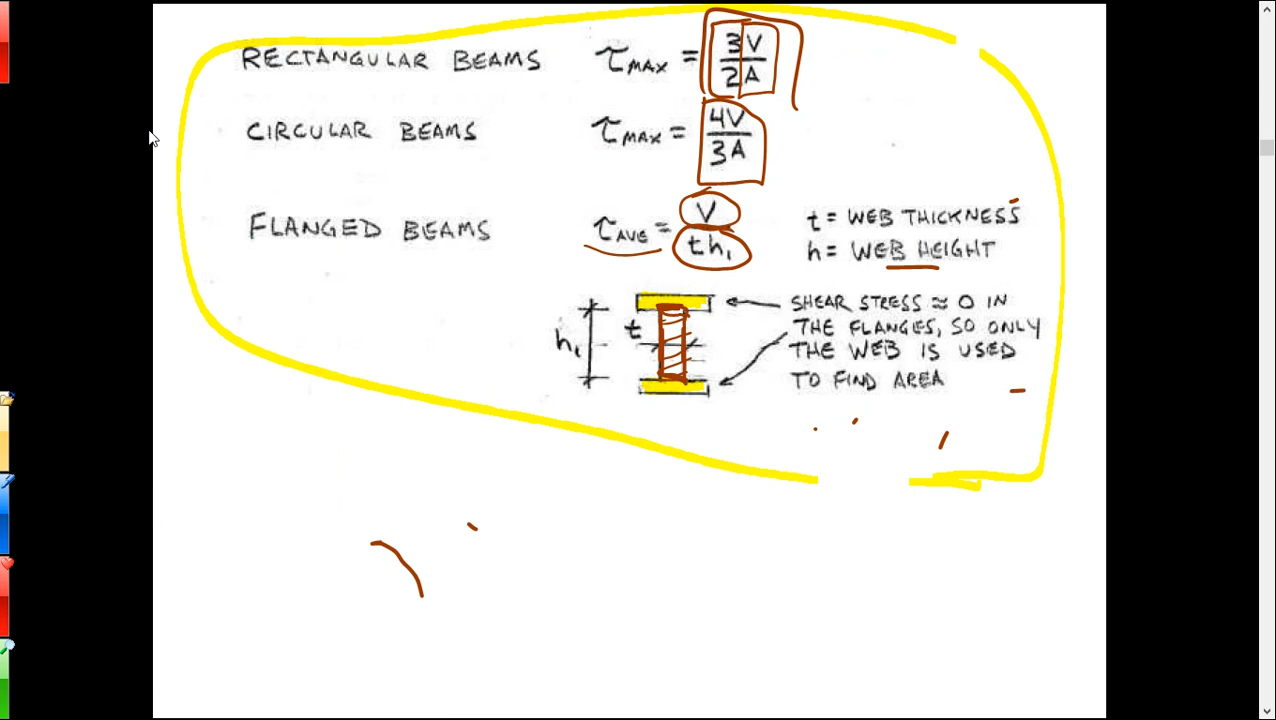 RECTANGULAR BEAMS τMAX = 3V/2A
CIRCULAR BEAMS τMAX = 4V/3A
FLANGED BEAMS τAVE = V/th₁
t = WEB THICKNESS
h = WEB HEIGHT
h₁
t
SHEAR STRESS ≈ 0 IN
THE FLANGES, SO ONLY
THE WEB IS USED
TO FIND AREA